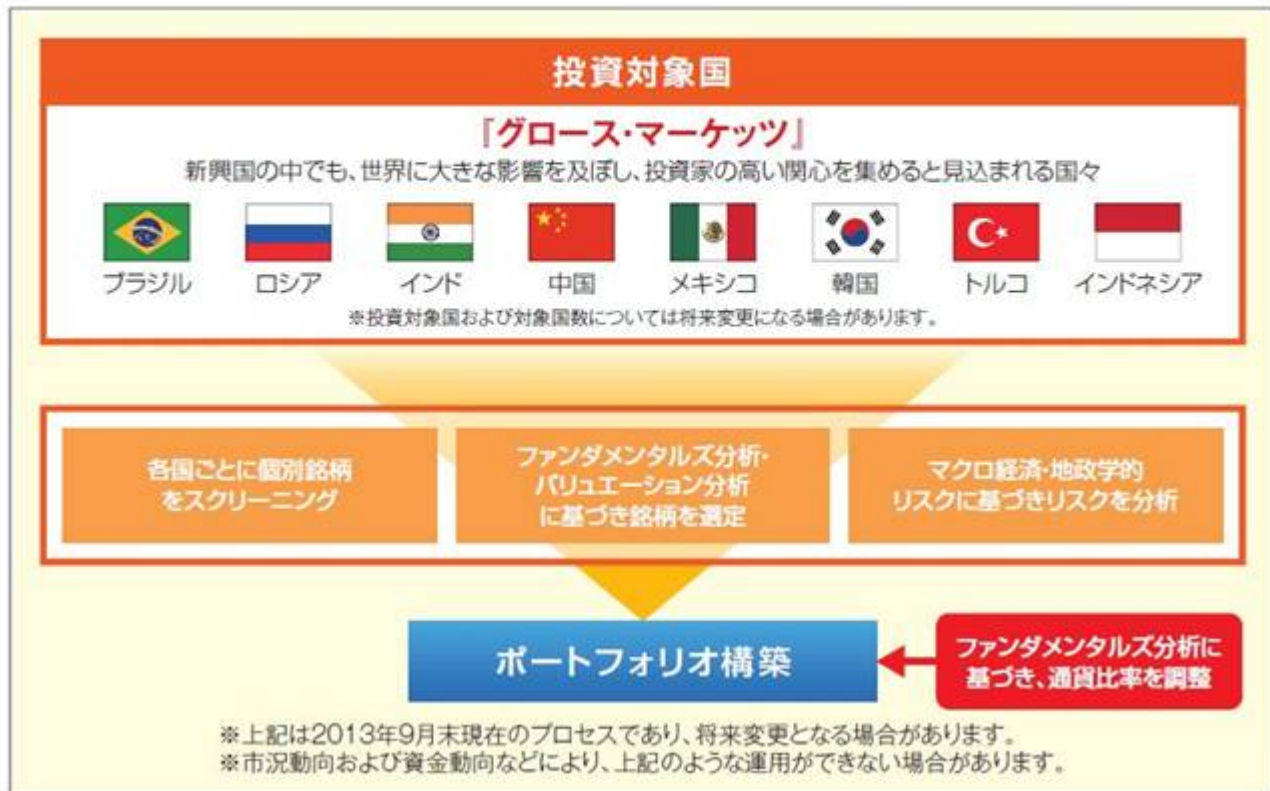 投資対象国
『グロース・マーケッツ』
新興国の中でも、世界に大きな影響を及ぼし、投資家の高い関心を集めると見込まれる国々
ブラジル ロシア インド 中国 メキシコ 韓国 トルコ インドネシア
※投資対象国および対象国数については将来変更になる場合があります。
各国ごとに個別銘柄
をスクリーニング
ファンダメンタルズ分析・
バリュエーション分析
に基づき銘柄を選定
マクロ経済・地政学的
リスクに基づきリスクを分析
ポートフォリオ構築
ファンダメンタルズ分析に
基づき、通貨比率を調整
※上記は2013年9月末現在のプロセスであり、将来変更となる場合があります。
※市況動向および資金動向などにより、上記のような運用ができない場合があります。